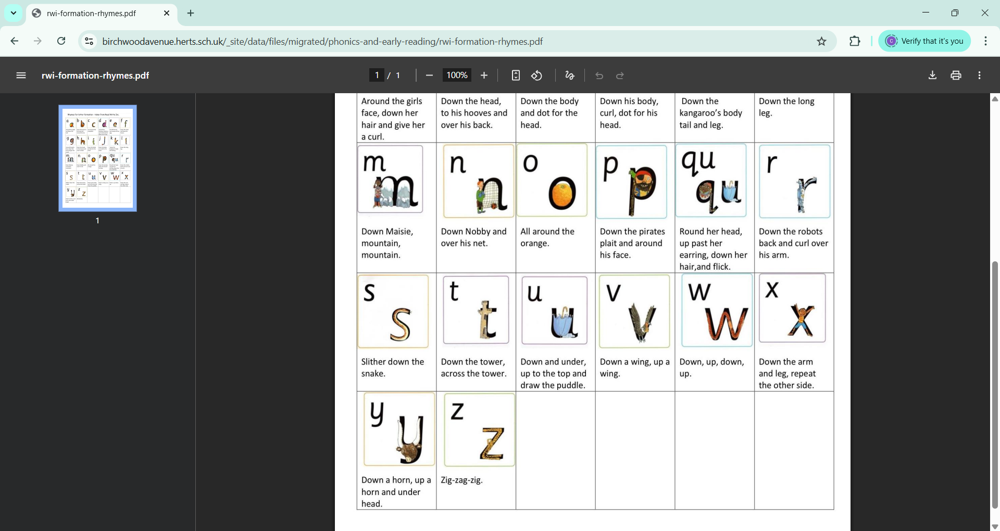 rwi-formation-rhymes.pdf
birchwoodavenue.herts.sch.uk/_site/data/files/migrated/phonics-and-early-reading/rwi-formation-rhymes.pdf
C Verify that it's you
rwi-formation-rhymes.pdf
1 / 1
100%
1
Around the girls
face, down her
hair and give her
a curl.
Down the head,
to his hooves and
over his back.
Down the body
and dot for the
head.
Down his body,
curl, dot for his
head.
Down the
kangaroo's body
tail and leg.
Down the long
leg.
m
m
n
n
o
o
p
p
qu
qu
r
r
Down Maisie,
mountain,
mountain.
Down Nobby and
over his net.
All around the
orange.
Down the pirates
plait and around
his face.
Round her head,
up past her
earring, down her
hair,and flick.
Down the robots
back and curl over
his arm.
s
s
t
t
u
u
v
v
w
w
x
x
Slither down the
snake.
Down the tower,
across the tower.
Down and under,
up to the top and
draw the puddle.
Down a wing, up a
wing.
Down, up, down,
up.
Down the arm
and leg, repeat
the other side.
y
y
z
z
Down a horn, up a
horn and under
head.
Zig-zag-zig.